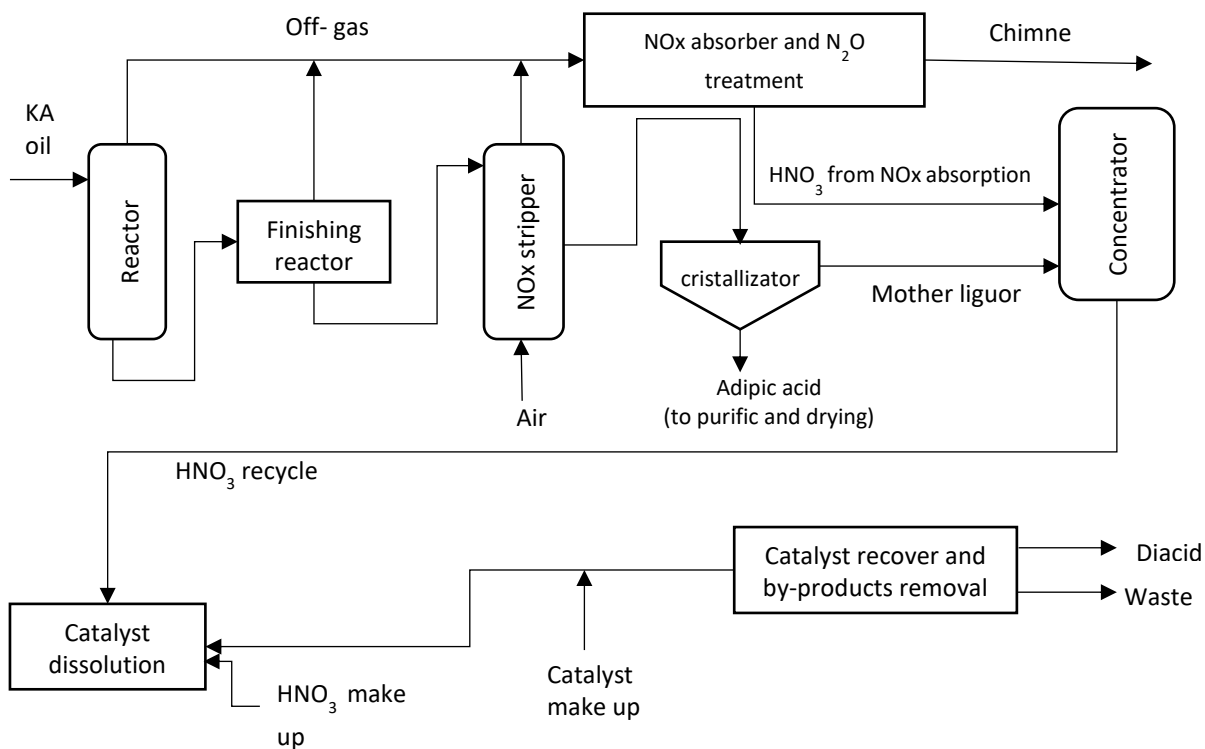 Off- gas
NOx absorber and N₂O
treatment
Chimne
KA
oil
Reactor
Finishing
reactor
NOx stripper
HNO₃ from NOx absorption
Concentrator
cristallizator
Mother liguor
Air
Adipic acid
(to purific and drying)
HNO₃ recycle
Catalyst recover and
by-products removal
Diacid
Waste
Catalyst
dissolution
HNO₃ make
up
Catalyst
make up